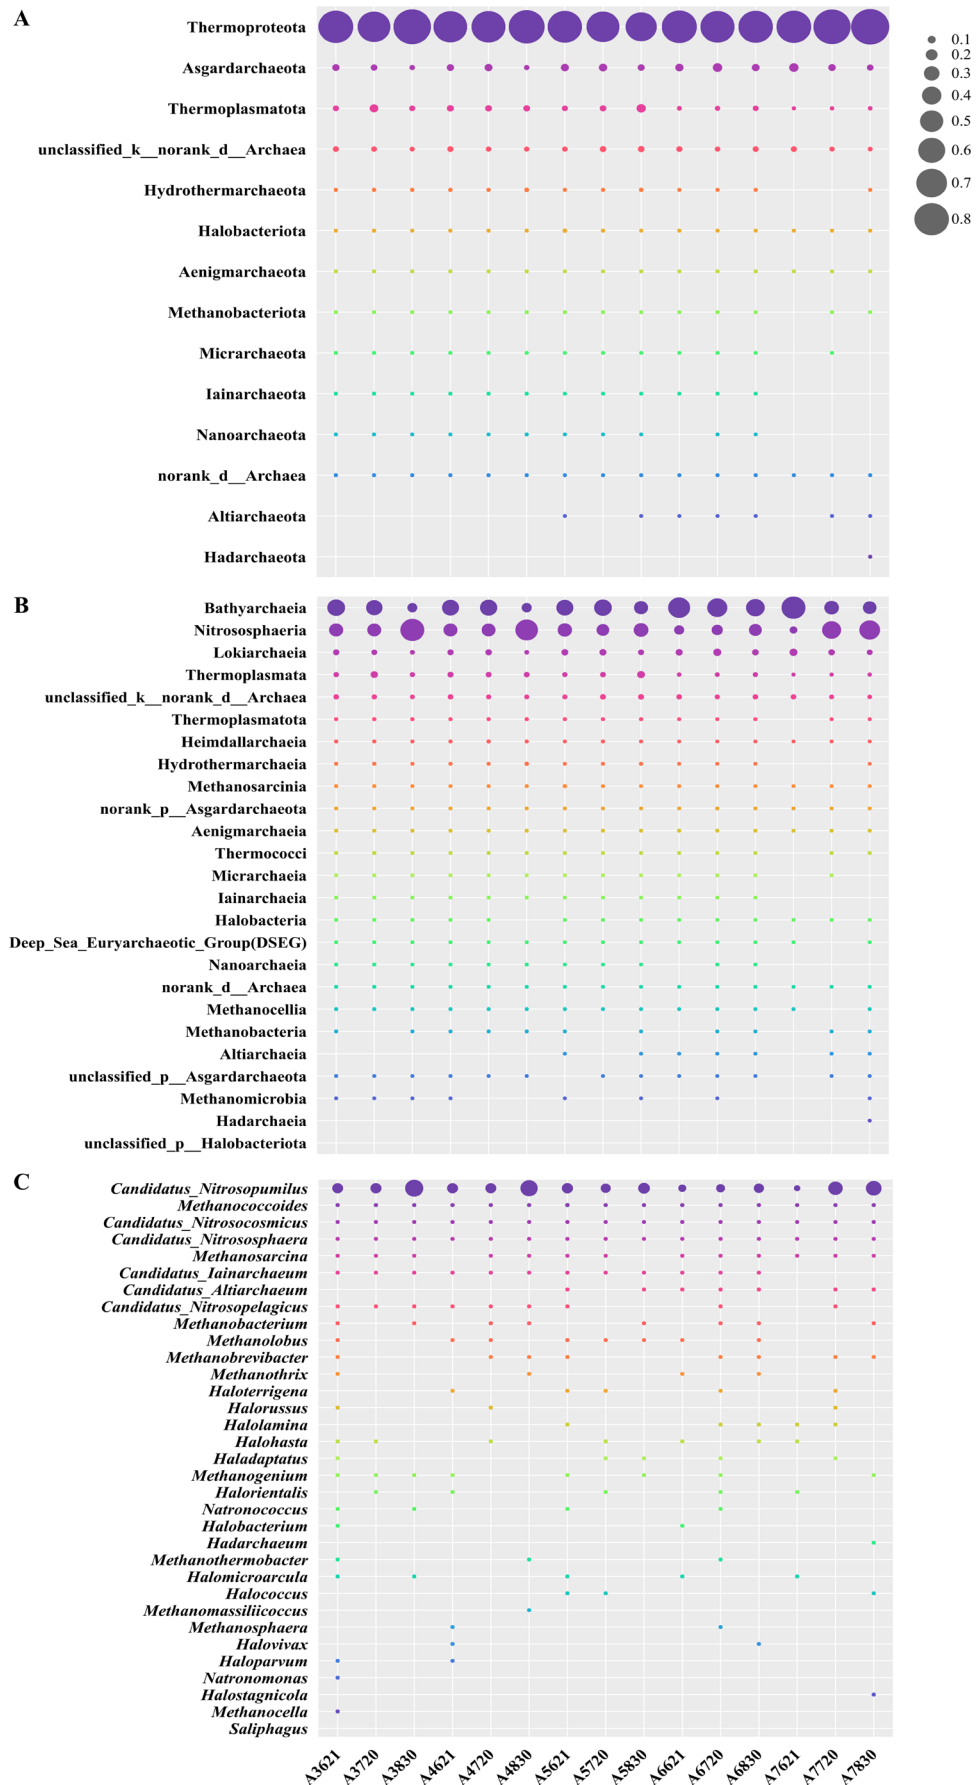 A
Thermoproteota
Asgardarchaeota
Thermoplasmatota
unclassified_k__norank_d__Archaea
Hydrothermarchaeota
Halobacteriota
Aenigmarchaeota
Methanobacteriota
Micrarchaeota
Iainarchaeota
Nanoarchaeota
norank_d__Archaea
Altiarchaeota
Hadarchaeota
0.1
0.2
0.3
0.4
0.5
0.6
0.7
0.8
B
Bathyarchaeia
Nitrososphaeria
Lokiarchaeia
Thermoplasmata
unclassified_k__norank_d__Archaea
Thermoplasmatota
Heimdallarchaeia
Hydrothermarchaeia
Methanosarcinia
norank_p__Asgardarchaeota
Aenigmarchaeia
Thermococci
Micrarchaeia
Iainarchaeia
Halobacteria
Deep_Sea_Euryarchaeotic_Group(DSEG)
Nanoarchaeia
norank_d__Archaea
Methanocellia
Methanobacteria
Altiarchaeia
unclassified_p__Asgardarchaeota
Methanomicrobia
Hadarchaeia
unclassified_p__Halobacteriota
C
Candidatus_Nitrosopumilus
Methanococcoides
Candidatus_Nitrosocosmicus
Candidatus_Nitrososphaera
Methanosarcina
Candidatus_Iainarchaeum
Candidatus_Altiarchaeum
Candidatus_Nitrosopelagicus
Methanobacterium
Methanolobus
Methanobrevibacter
Methanothrix
Haloterrigena
Halorussus
Halolamina
Halohasta
Haladaptatus
Methanogenium
Halorientalis
Natronococcus
Halobacterium
Hadarchaeum
Methanothermobacter
Halomicroarcula
Halococcus
Methanomassiliicoccus
Methanosphaera
Halovivax
Haloparvum
Natronomonas
Halostagnicola
Methanocella
Saliphagus
A3621
A3720
A3830
A4621
A4720
A4830
A5621
A5720
A5830
A6621
A6720
A6830
A7621
A7720
A7830